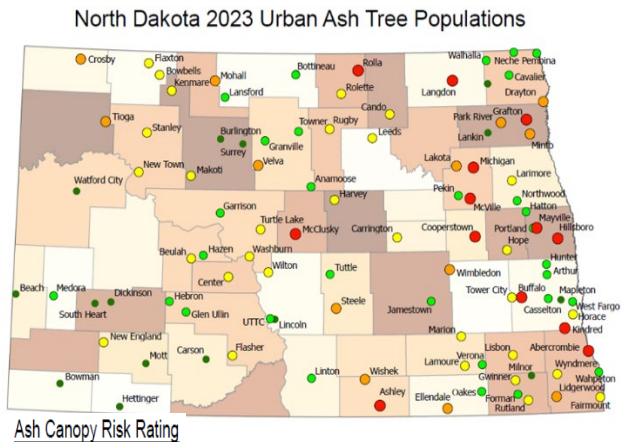 North Dakota 2023 Urban Ash Tree Populations
Crosby
Flaxton
Bowbells
Kenmare
Mohall
Lansford
Bottineau
Rolla
Rolette
Walhalla
Neche Pembina
Cavalier
Langdon
Drayton
Tioga
Stanley
Burlington
Surrey
Granville
Towner
Rugby
Cando
Leeds
Park River
Grafton
Lankin
Minto
New Town
Makoti
Velva
Lakota
Michigan
Larimore
Watford City
Anamoose
Harvey
Pekin
McVille
Northwood
Hatton
Garrison
Turtle Lake
McClusky
Carrington
Cooperstown
Portland
Mayville
Hillsboro
Hope
Beulah
Hazen
Washburn
Center
Wilton
Tuttle
Wimbledon
Hunter
Arthur
Beach
Medora
Dickinson
South Heart
Hebron
Glen Ullin
UTTC
Lincoln
Steele
Jamestown
Tower City
Buffalo
Mapleton
Casselton
West Fargo
Horace
Kindred
New England
Mott
Carson
Flasher
Marion
Lamoure
Verona
Lisbon
Abercrombie
Bowman
Hettinger
Linton
Wishek
Ashley
Ellendale
Oakes
Gwinner
Milnor
Forman
Rutland
Wyndmere
Wahpeton
Lidgerwood
Fairmount
Ash Canopy Risk Rating